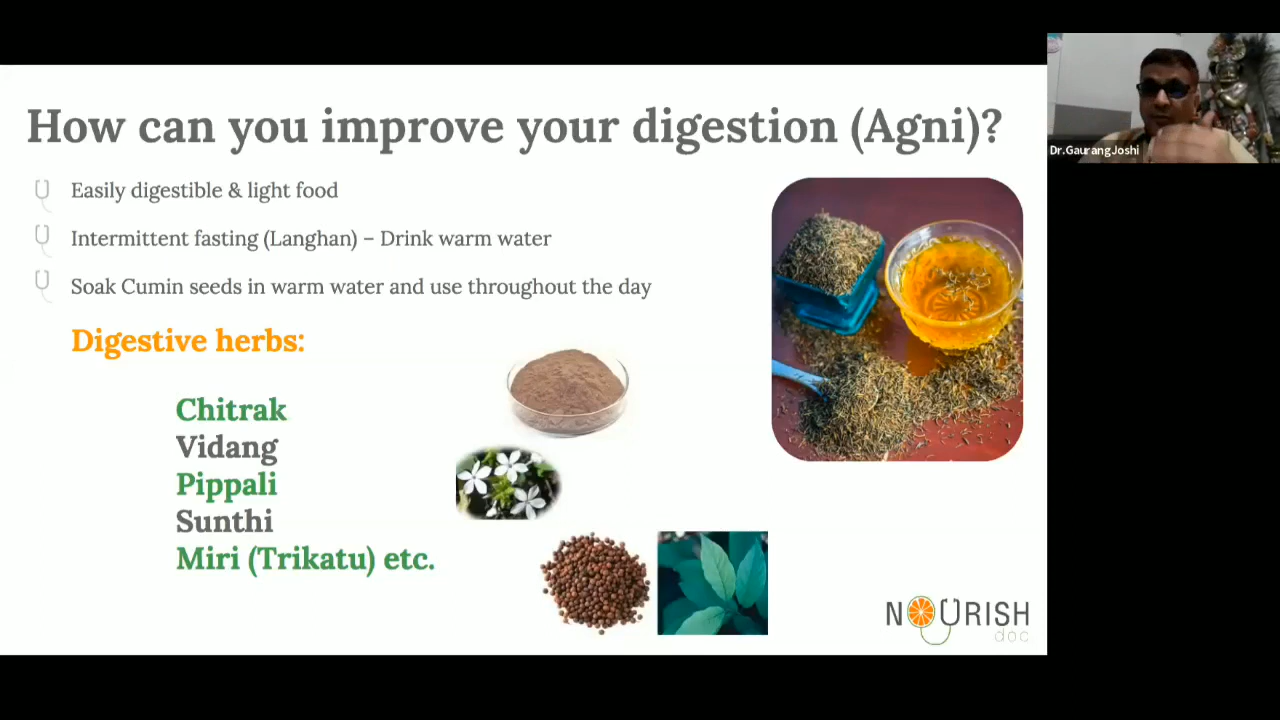 How can you improve your digestion (Agni)?
Easily digestible & light food
Intermittent fasting (Langhan) – Drink warm water
Soak Cumin seeds in warm water and use throughout the day
Digestive herbs:
Chitrak
Vidang
Pippali
Sunthi
Miri (Trikatu) etc.
NOURISH
doc
Dr.GaurangJoshi